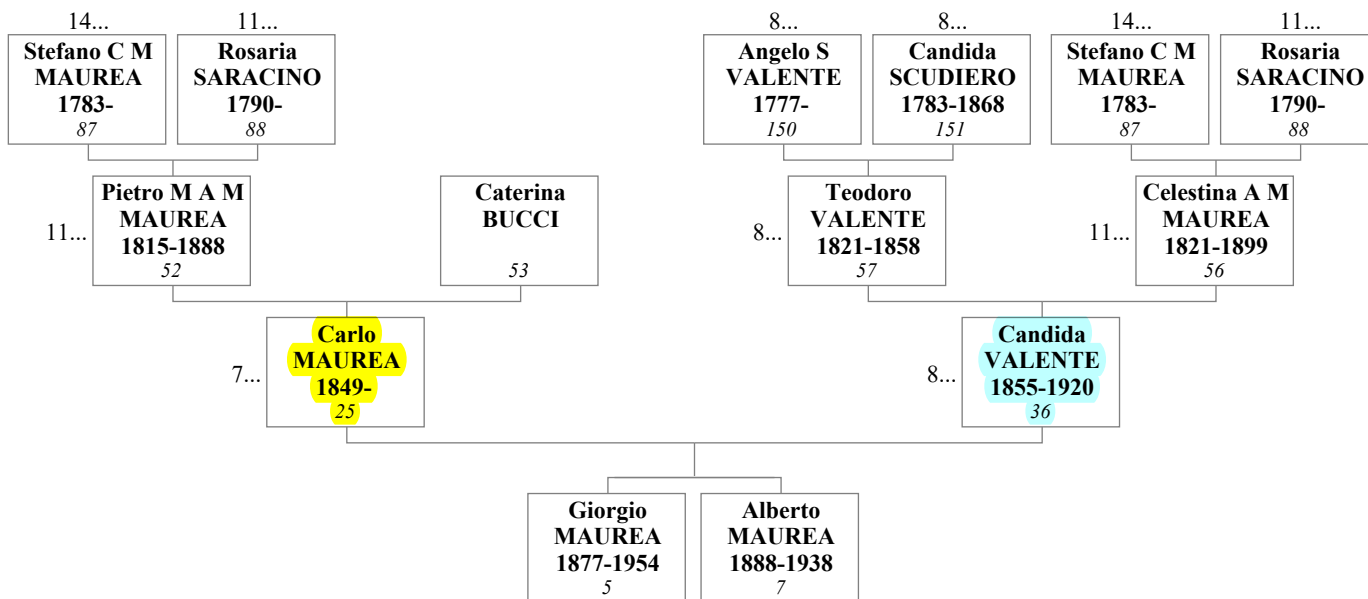 14...
11...
8...
8...
14...
11...
Stefano C M
MAUREA
1783-
87
Rosaria
SARACINO
1790-
88
Angelo S
VALENTE
1777-
150
Candida
SCUDIERO
1783-1868
151
Stefano C M
MAUREA
1783-
87
Rosaria
SARACINO
1790-
88
11...
Pietro M A M
MAUREA
1815-1888
52
Caterina
BUCCI
53
8...
Teodoro
VALENTE
1821-1858
57
11...
Celestina A M
MAUREA
1821-1899
56
7...
Carlo
MAUREA
1849-
25
8...
Candida
VALENTE
1855-1920
36
Giorgio
MAUREA
1877-1954
5
Alberto
MAUREA
1888-1938
7